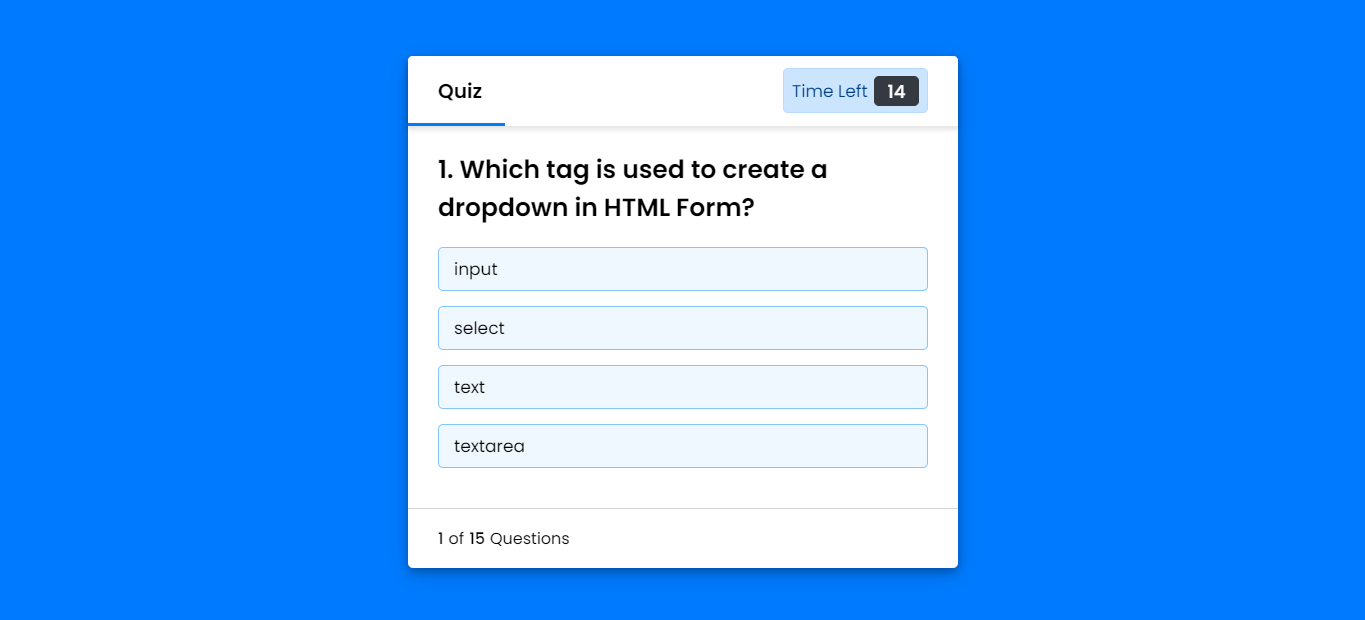 Quiz
Time Left 14
1. Which tag is used to create a
dropdown in HTML Form?
input
select
text
textarea
1 of 15 Questions